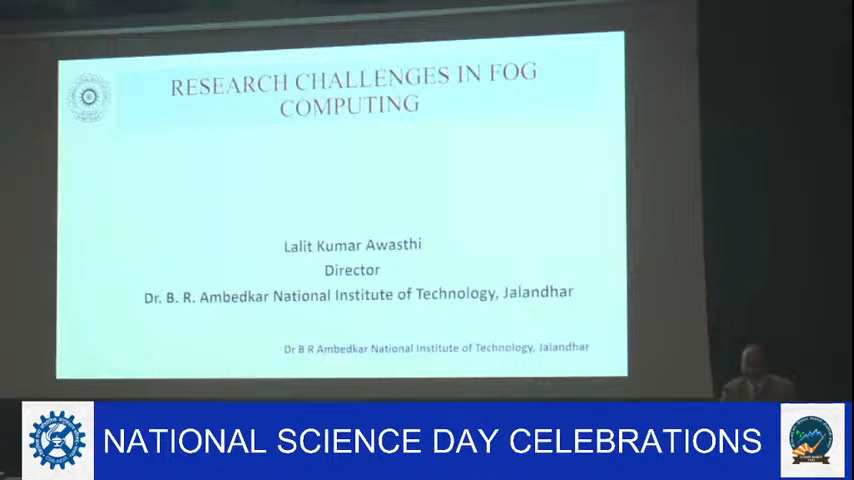 RESEARCH CHALLENGES IN FOG
COMPUTING
Lalit Kumar Awasthi
Director
Dr. B. R. Ambedkar National Institute of Technology, Jalandhar
Dr B R Ambedkar National Institute of Technology, Jalandhar
NATIONAL SCIENCE DAY CELEBRATIONS